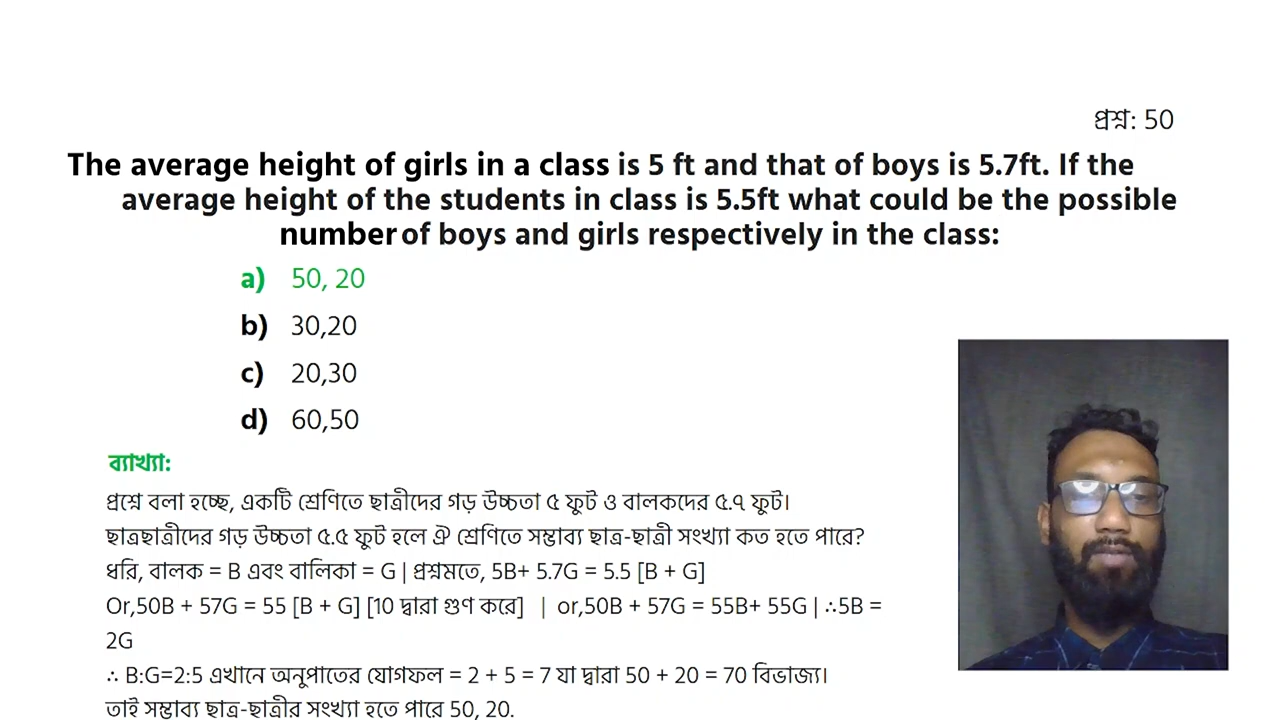 প্রশ্ন: 50
The average height of girls in a class is 5 ft and that of boys is 5.7ft. If the
average height of the students in class is 5.5ft what could be the possible
number of boys and girls respectively in the class:
a) 50, 20
b) 30,20
c) 20,30
d) 60,50
ব্যাখ্যা:
প্রশ্নে বলা হচ্ছে, একটি শ্রেণিতে ছাত্রীদের গড় উচ্চতা ৫ ফুট ও বালকদের ৫.৭ ফুট।
ছাত্রছাত্রীদের গড় উচ্চতা ৫.৫ ফুট হলে ঐ শ্রেণিতে সম্ভাব্য ছাত্র-ছাত্রী সংখ্যা কত হতে পারে?
ধরি, বালক = B এবং বালিকা = G | প্রশ্নমতে, 5B+ 5.7G = 5.5 [B + G]
Or,50B + 57G = 55 [B + G] [10 দ্বারা গুণ করে] | or,50B + 57G = 55B+ 55G | ∴5B =
2G
∴ B:G=2:5 এখানে অনুপাতের যোগফল = 2 + 5 = 7 যা দ্বারা 50 + 20 = 70 বিভাজ্য।
তাই সম্ভাব্য ছাত্র-ছাত্রীর সংখ্যা হতে পারে 50, 20.